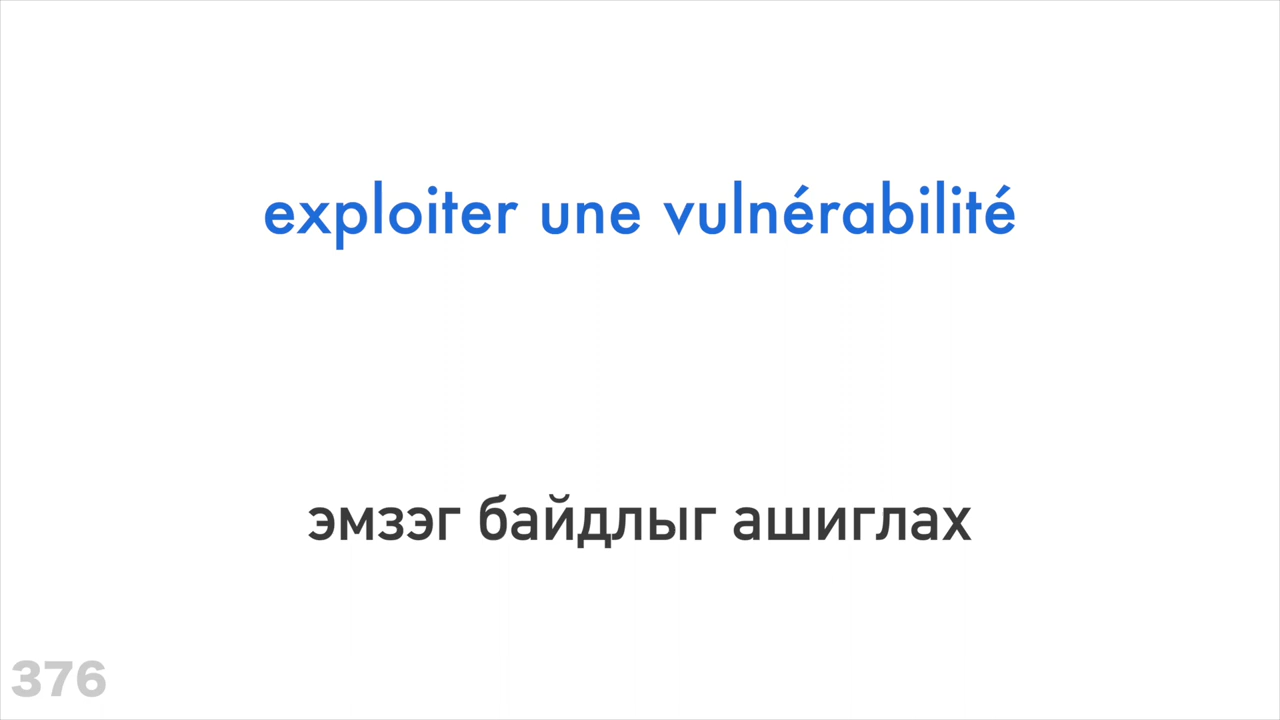 exploiter une vulnérabilité
эмзэг байдлыг ашиглах
376